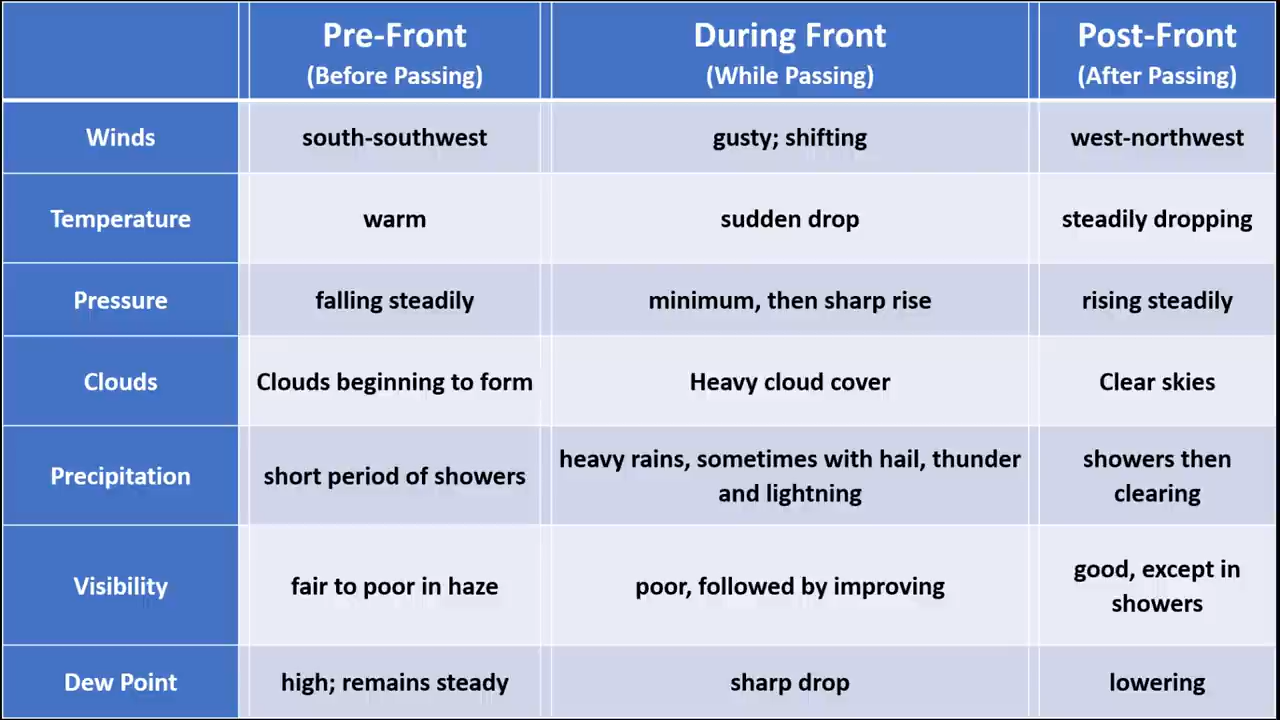 Pre-Front
(Before Passing)
During Front
(While Passing)
Post-Front
(After Passing)
Winds
south-southwest
gusty; shifting
west-northwest
Temperature
warm
sudden drop
steadily dropping
Pressure
falling steadily
minimum, then sharp rise
rising steadily
Clouds
Clouds beginning to form
Heavy cloud cover
Clear skies
Precipitation
short period of showers
heavy rains, sometimes with hail, thunder
and lightning
showers then
clearing
Visibility
fair to poor in haze
poor, followed by improving
good, except in
showers
Dew Point
high; remains steady
sharp drop
lowering